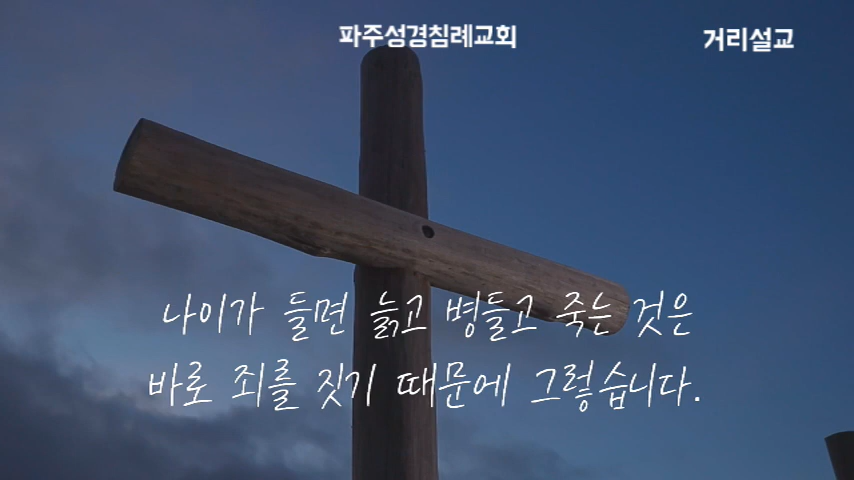 파주성경침례교회 거리설교
나이가 들면 늙고 병들고 죽는 것은
바로 죄를 짓기 때문에 그렇습니다.